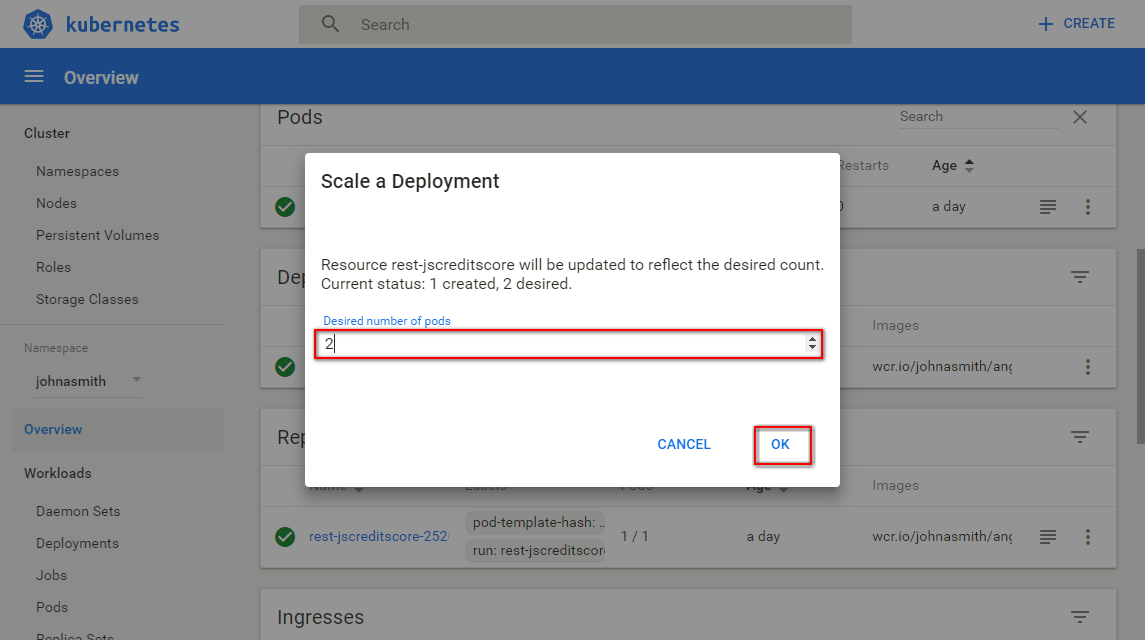 kubernetes
Search
CREATE
Overview
Cluster
Namespaces
Nodes
Persistent Volumes
Roles
Storage Classes
Namespace
johnasmith
Overview
Workloads
Daemon Sets
Deployments
Jobs
Pods
Replica Sets
Pods
Search
Restarts Age
0 a day
Scale a Deployment
Resource rest-jscreditscore will be updated to reflect the desired count.
Current status: 1 created, 2 desired.
Desired number of pods
2
CANCEL OK
Dep
Images
wcr.io/johnasmith/ang
Rep
Name Labels Pods Age Images
rest-jscreditscore-252 pod-template-hash: .. 1 / 1 a day wcr.io/johnasmith/ang
run: rest-jscreditscor
Ingresses